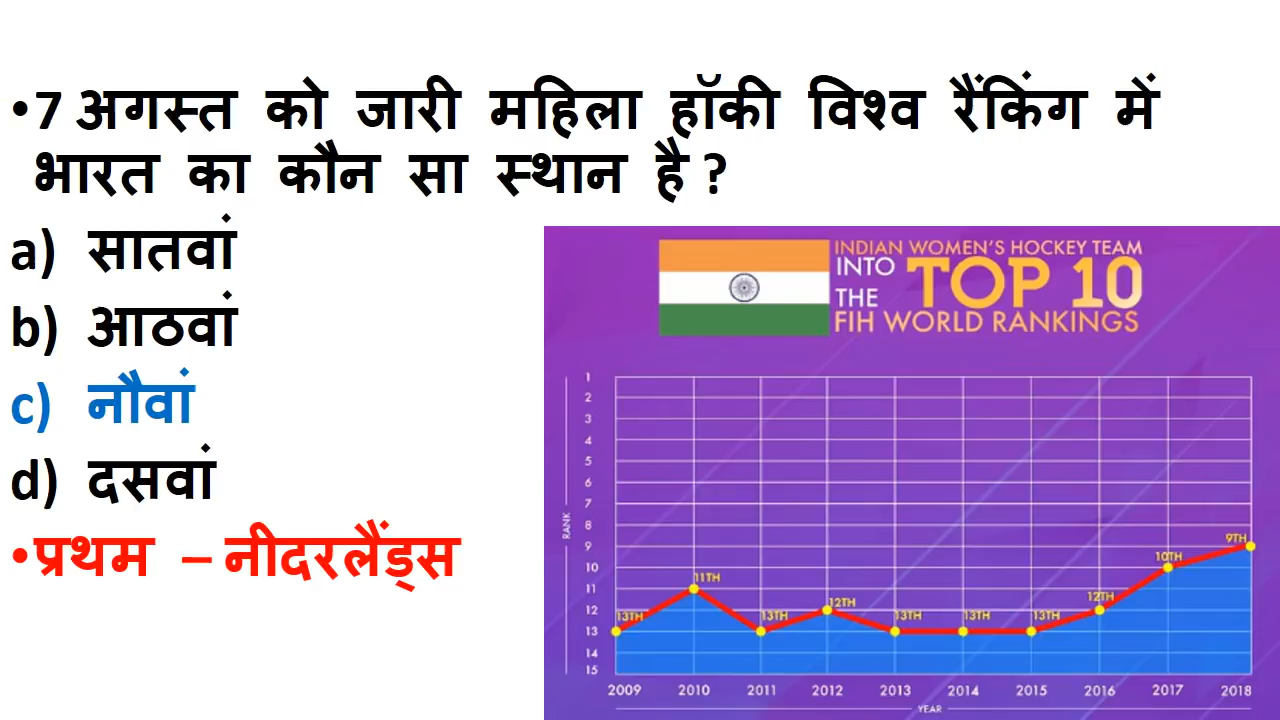 •7 अगस्त को जारी महिला हॉकी विश्व रैंकिंग में
भारत का कौन सा स्थान है ?
a) सातवां
b) आठवां
c) नौवां
d) दसवां
•प्रथम – नीदरलैंड्स
INDIAN WOMEN'S HOCKEY TEAM
INTO
THE
TOP 10
FIH WORLD RANKINGS
RANK
1
2
3
4
5
6
7
8
9
10
11
12
13
14
15
13TH
11TH
13TH
12TH
13TH
13TH
13TH
12TH
10TH
9TH
2009 2010 2011 2012 2013 2014 2015 2016 2017 2018
YEAR